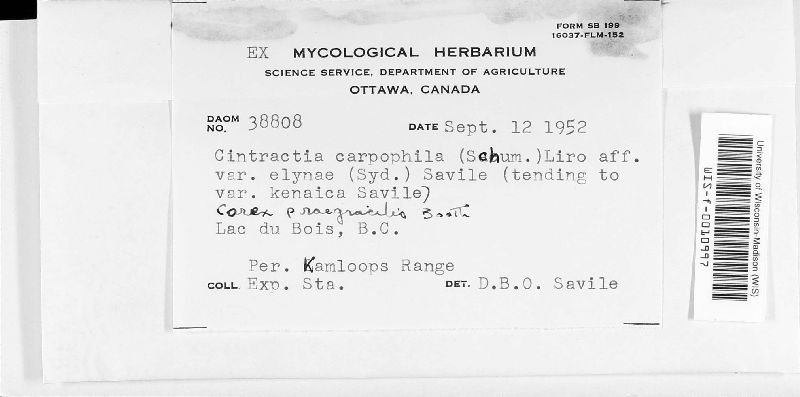 FORM SB 199
16037-FLM-152
EX MYCOLOGICAL HERBARIUM
SCIENCE SERVICE, DEPARTMENT OF AGRICULTURE
OTTAWA, CANADA
DAOM NO. 38808 DATE Sept. 12 1952
Cintractia carpophila (Schum.)Liro aff.
var. elynae (Syd.) Savile (tending to
var. kenaica Savile)
Carex praegracilis Boott
Lac du Bois, B.C.
Per. Kamloops Range
COLL. Exp. Sta. DET. D.B.O. Savile
University of Wisconsin-Madison (WIS)
WIS-f-0010997